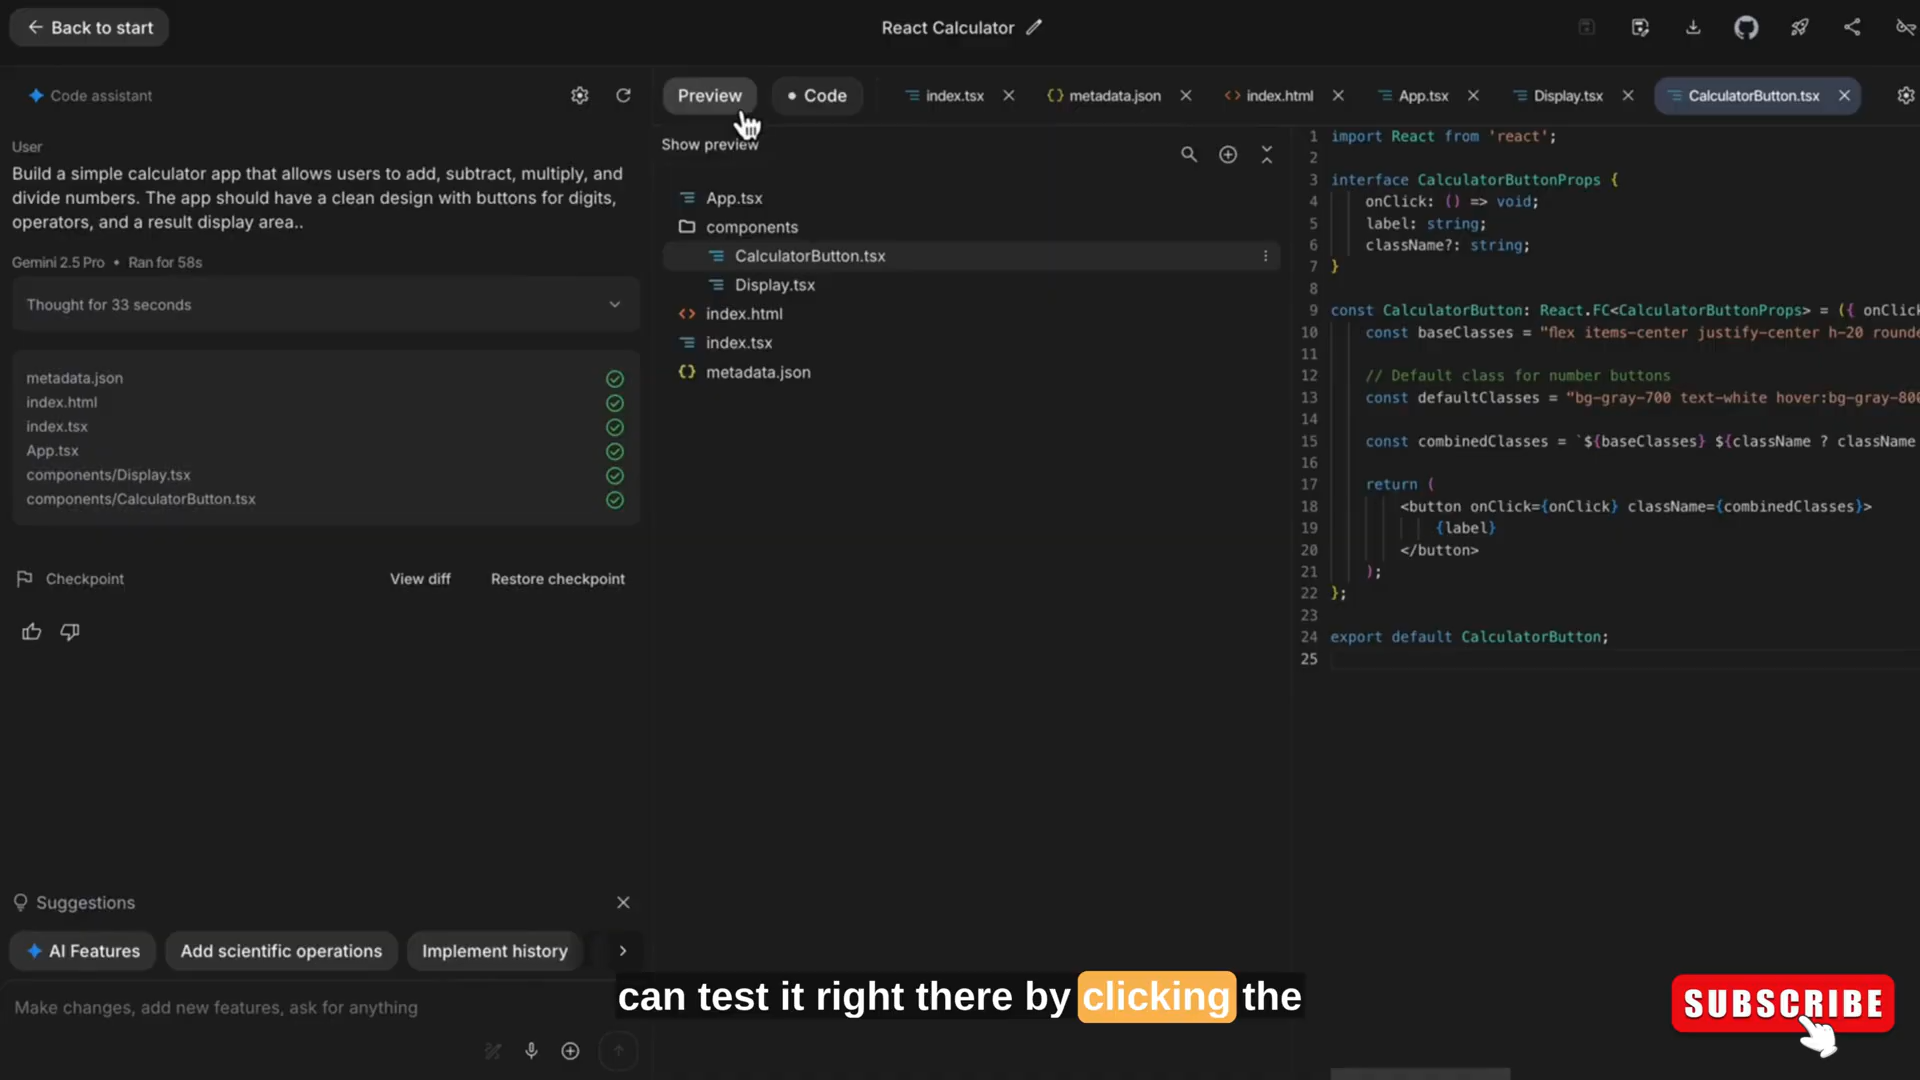 Back to start
React Calculator
Code assistant
Preview
Code
index.tsx
metadata.json
index.html
App.tsx
Display.tsx
CalculatorButton.tsx
User
Build a simple calculator app that allows users to add, subtract, multiply, and
divide numbers. The app should have a clean design with buttons for digits,
operators, and a result display area..
Gemini 2.5 Pro • Ran for 58s
Thought for 33 seconds
metadata.json
index.html
index.tsx
App.tsx
components/Display.tsx
components/CalculatorButton.tsx
Checkpoint
View diff
Restore checkpoint
Suggestions
AI Features
Add scientific operations
Implement history
Make changes, add new features, ask for anything
Show preview
App.tsx
components
CalculatorButton.tsx
Display.tsx
index.html
index.tsx
metadata.json
1 import React from 'react';
2
3 interface CalculatorButtonProps {
4 onClick: () => void;
5 label: string;
6 className?: string;
7 }
8
9 const CalculatorButton: React.FC<CalculatorButtonProps> = ({ onClick
10 const baseClasses = "flex items-center justify-center h-20 rounde
11
12 // Default class for number buttons
13 const defaultClasses = "bg-gray-700 text-white hover:bg-gray-800
14
15 const combinedClasses = `${baseClasses} ${className ? className
16
17 return (
18 <button onClick={onClick} className={combinedClasses}>
19 {label}
20 </button>
21 );
22 };
23
24 export default CalculatorButton;
25
can test it right there by clicking the
SUBSCRIBE